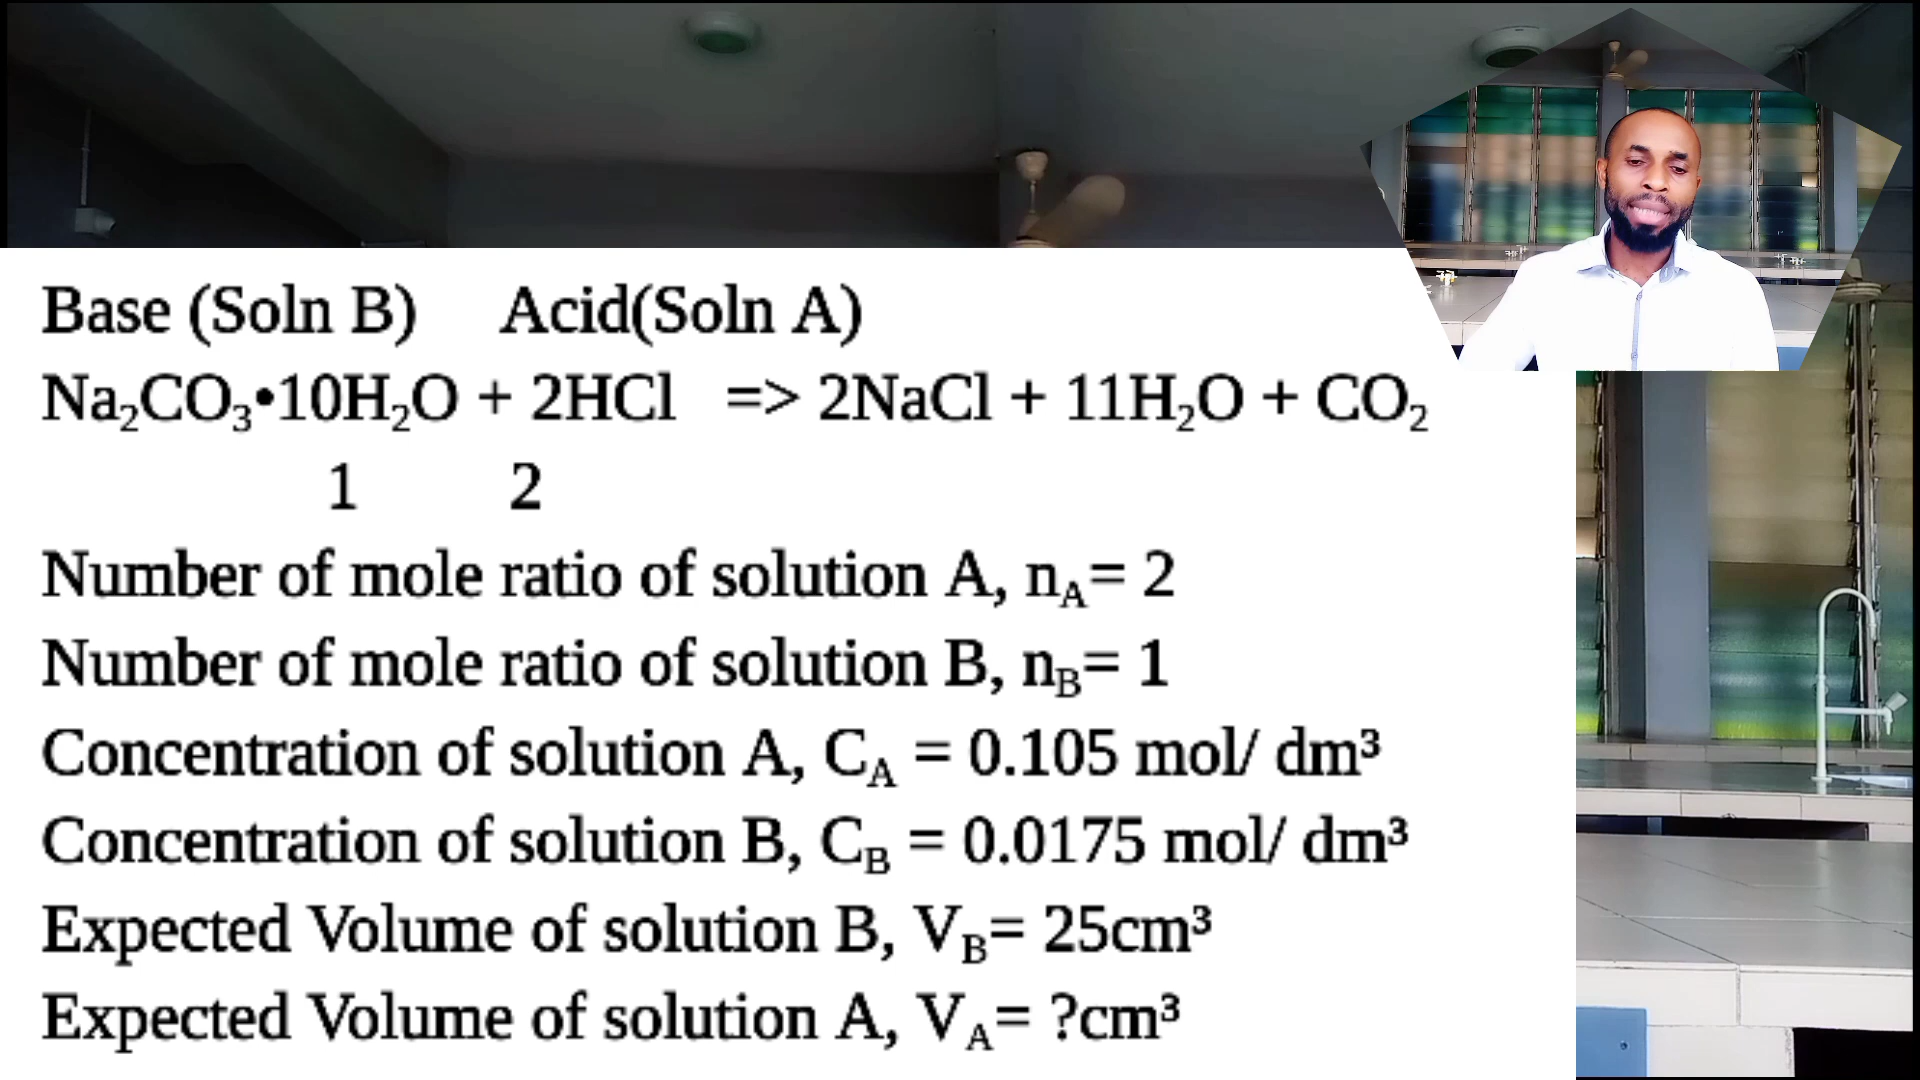 Base (Soln B) Acid(Soln A)
Na₂CO₃•10H₂O + 2HCl => 2NaCl + 11H₂O + CO₂
1 2
Number of mole ratio of solution A, n_A= 2
Number of mole ratio of solution B, n_B= 1
Concentration of solution A, C_A = 0.105 mol/ dm³
Concentration of solution B, C_B = 0.0175 mol/ dm³
Expected Volume of solution B, V_B= 25cm³
Expected Volume of solution A, V_A= ?cm³